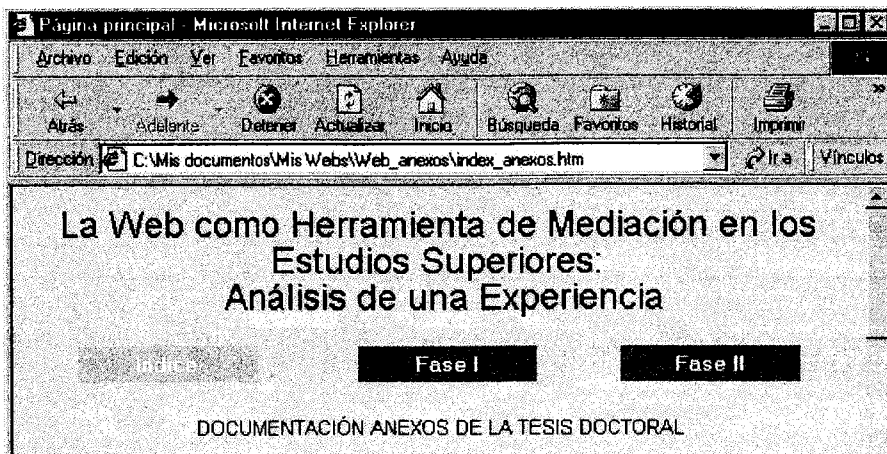 Página principal - Microsoft Internet Explorer
Archivo Edición Ver Favoritos Herramientas Ayuda
Atrás Adelante Detener Actualizar Inicio Búsqueda Favoritos Historial Imprimir »
Dirección C:\Mis documentos\Mis Webs\Web_anexos\index_anexos.htm Ir a Vínculos
La Web como Herramienta de Mediación en los
Estudios Superiores:
Análisis de una Experiencia
Indice Fase I Fase II
DOCUMENTACIÓN ANEXOS DE LA TESIS DOCTORAL